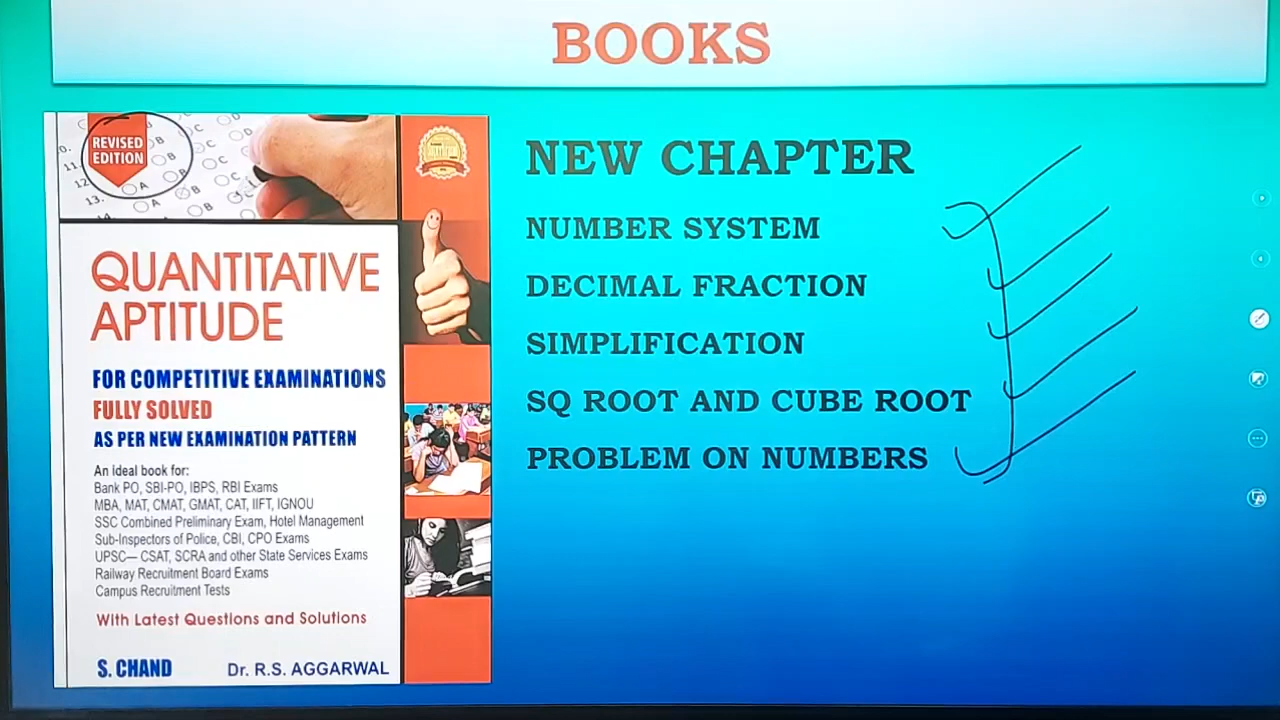 BOOKS
REVISED
EDITION
QUANTITATIVE
APTITUDE
FOR COMPETITIVE EXAMINATIONS
FULLY SOLVED
AS PER NEW EXAMINATION PATTERN
An ideal book for:
Bank PO, SBI-PO, IBPS, RBI Exams
MBA, MAT, CMAT, GMAT, CAT, IIFT, IGNOU
SSC Combined Preliminary Exam, Hotel Management
Sub-Inspectors of Police, CBI, CPO Exams
UPSC— CSAT, SCRA and other State Services Exams
Railway Recruitment Board Exams
Campus Recruitment Tests
With Latest Questions and Solutions
S. CHAND Dr. R.S. AGGARWAL
NEW CHAPTER
NUMBER SYSTEM
DECIMAL FRACTION
SIMPLIFICATION
SQ ROOT AND CUBE ROOT
PROBLEM ON NUMBERS